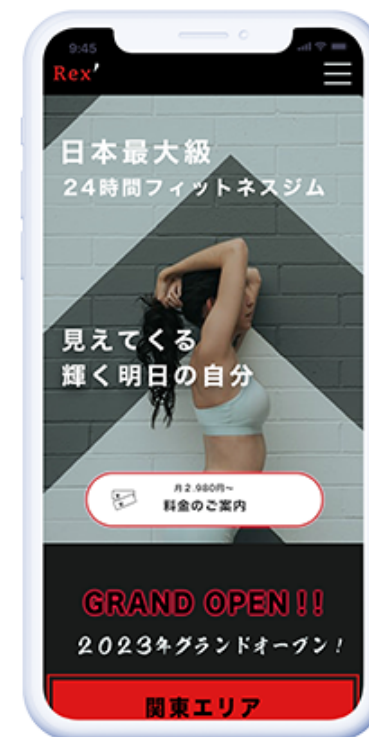 9:45
Rex'
日本最大級
24時間フィットネスジム
見えてくる
輝く明日の自分
月2.980円~
料金のご案内
GRAND OPEN!!
2023年グランドオープン!
関東エリア